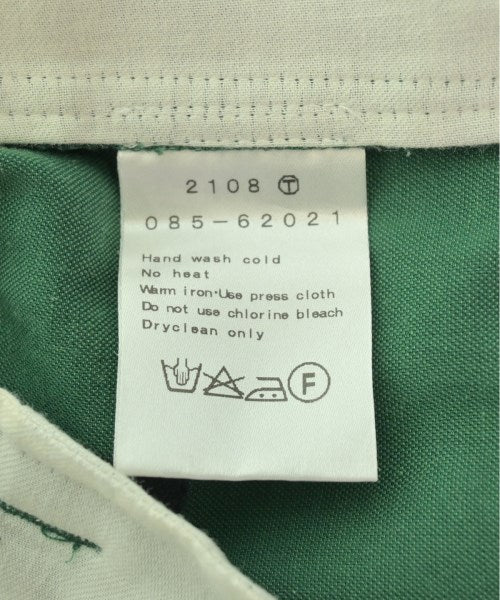 2108 Ⓣ
085-62021
Hand wash cold
No heat
Warm iron·Use press cloth
Do not use chlorine bleach
Dryclean only
F